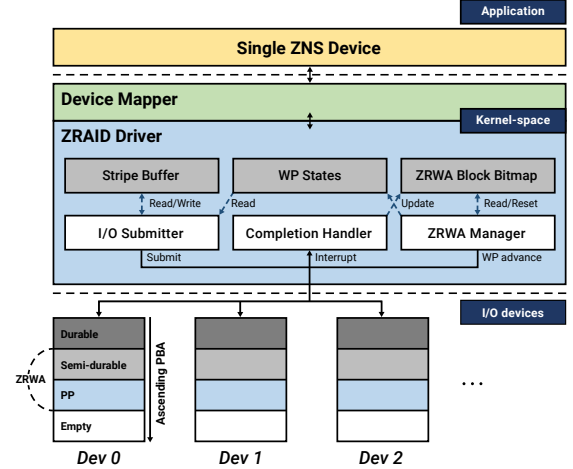 Application
Single ZNS Device
Device Mapper
Kernel-space
ZRAID Driver
Stripe Buffer
WP States
ZRWA Block Bitmap
Read/Write
Read
Update
Read/Reset
I/O Submitter
Completion Handler
ZRWA Manager
Submit
Interrupt
WP advance
I/O devices
Durable
Semi-durable
ZRWA
PP
Empty
Ascending PBA
...
Dev 0
Dev 1
Dev 2